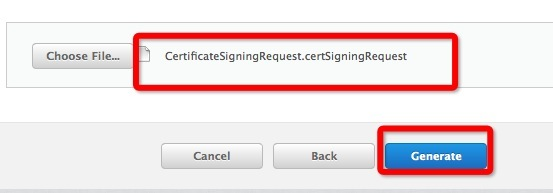 Choose File... CertificateSigningRequest.certSigningRequest
Cancel Back Generate